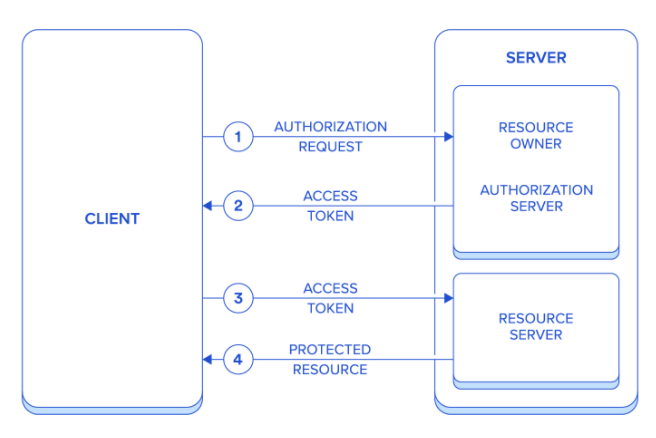 SERVER
CLIENT
1
AUTHORIZATION
REQUEST
RESOURCE
OWNER
AUTHORIZATION
SERVER
2
ACCESS
TOKEN
3
ACCESS
TOKEN
RESOURCE
SERVER
4
PROTECTED
RESOURCE